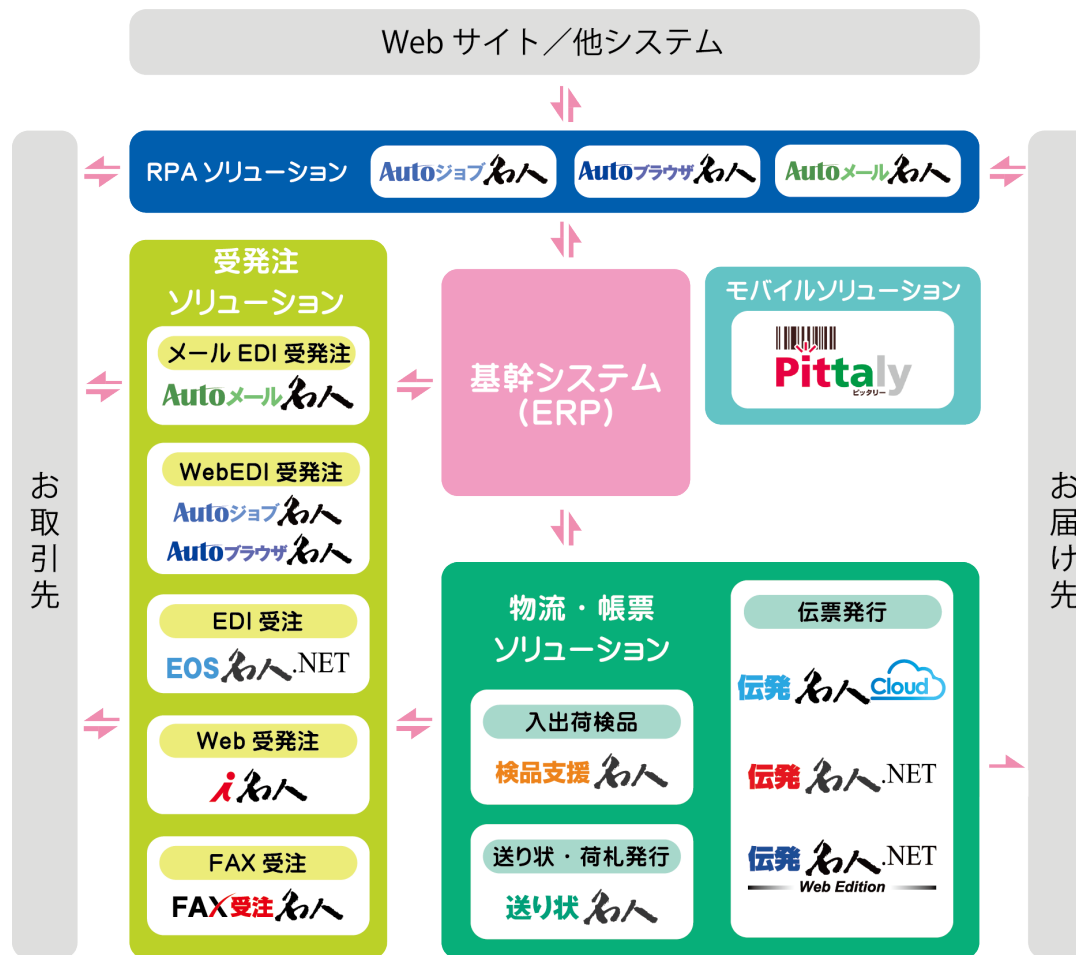 Web サイト／他システム
RPA ソリューション
Autoジョブ名人
Autoブラウザ名人
Autoメール名人
お取引先
受発注
ソリューション
メール EDI 受発注
Autoメール名人
WebEDI 受発注
Autoジョブ名人
Autoブラウザ名人
EDI 受注
EOS名人.NET
Web 受発注
i名人
FAX 受注
FAX受注名人
基幹システム
(ERP)
モバイルソリューション
Pittaly
ピッタリー
物流・帳票
ソリューション
入出荷検品
検品支援名人
送り状・荷札発行
送り状名人
伝票発行
伝発名人Cloud
伝発名人.NET
伝発名人.NET
Web Edition
お届け先